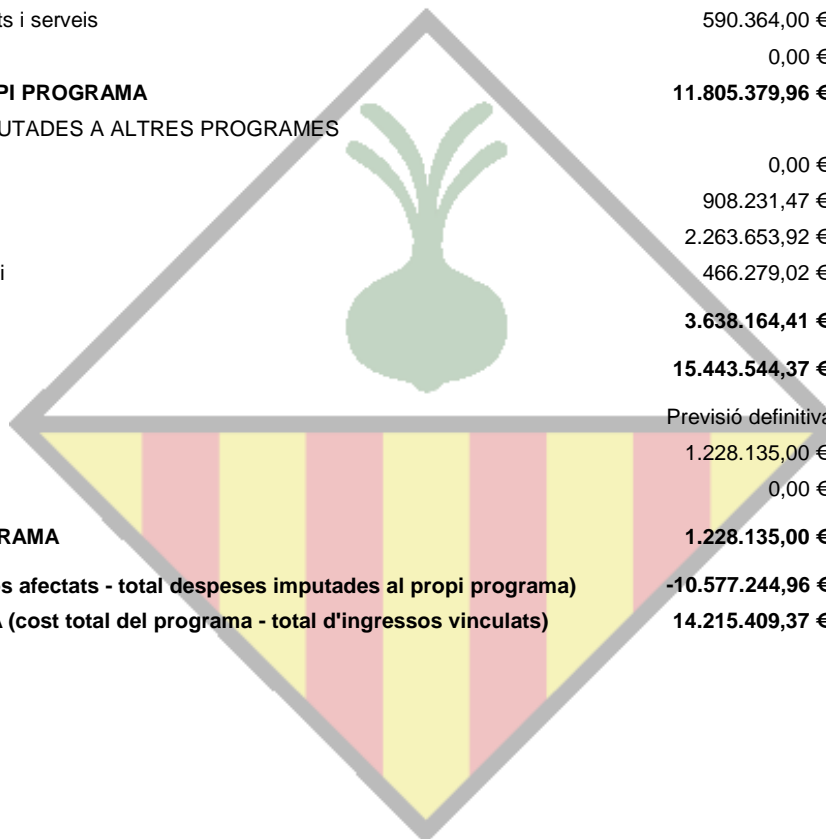 ts i serveis 590.364,00 €
0,00 €
PI PROGRAMA 11.805.379,96 €
UTADES A ALTRES PROGRAMES
0,00 €
908.231,47 €
2.263.653,92 €
i 466.279,02 €
3.638.164,41 €
15.443.544,37 €
Previsió definitiva
1.228.135,00 €
0,00 €
RAMA 1.228.135,00 €
s afectats - total despeses imputades al propi programa) -10.577.244,96 €
A (cost total del programa - total d'ingressos vinculats) 14.215.409,37 €